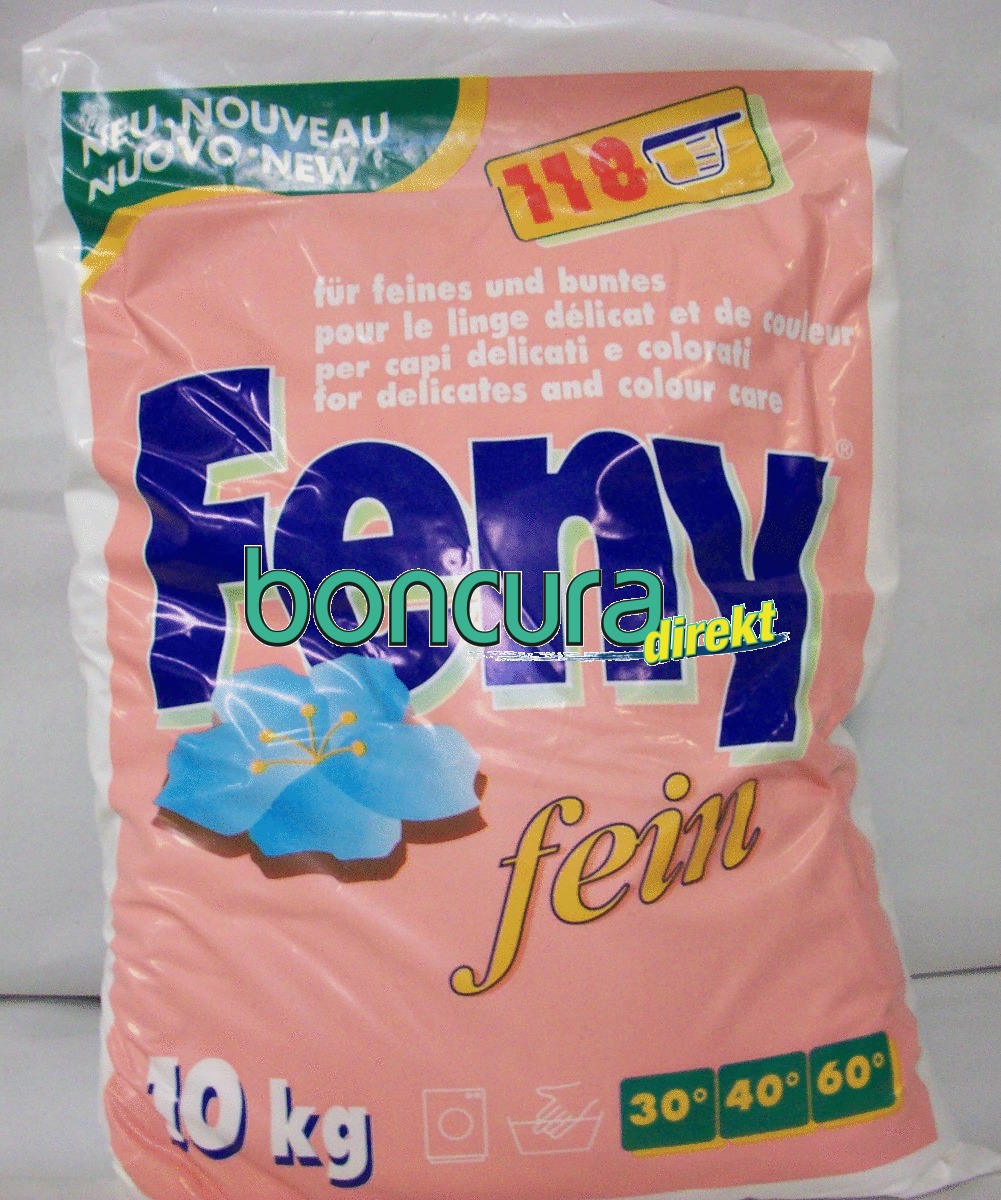 NEU · NOUVEAU
NUOVO · NEW
118
für feines und buntes
pour le linge délicat et de couleur
per capi delicati e colorati
for delicates and colour care
Feny®
boncura
direkt
fein
10 kg
30° 40° 60°